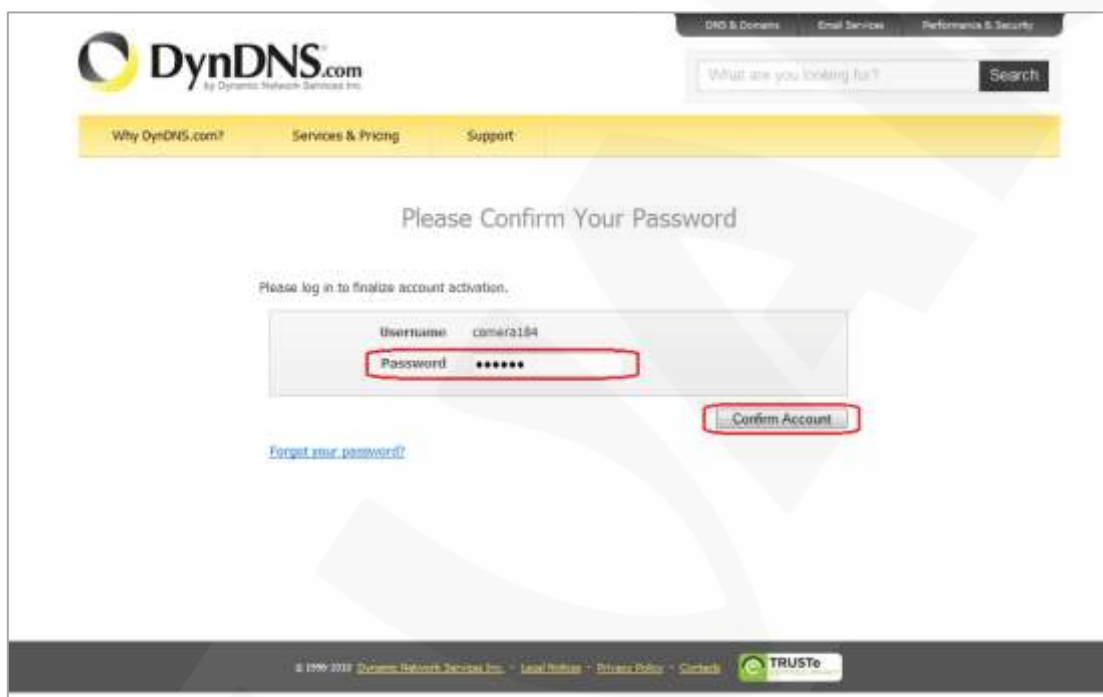 DNS & Domains Email Services Performance & Security
DynDNS.com
by Dynamic Network Services Inc.
What are you looking for? Search
Why DynDNS.com? Services & Pricing Support
Please Confirm Your Password
Please log in to finalize account activation.
Username camera184
Password ●●●●●●
Confirm Account
Forgot your password?
© 1998-2010 Dynamic Network Services Inc. - Legal Notices - Privacy Policy - Contacts TRUSTe